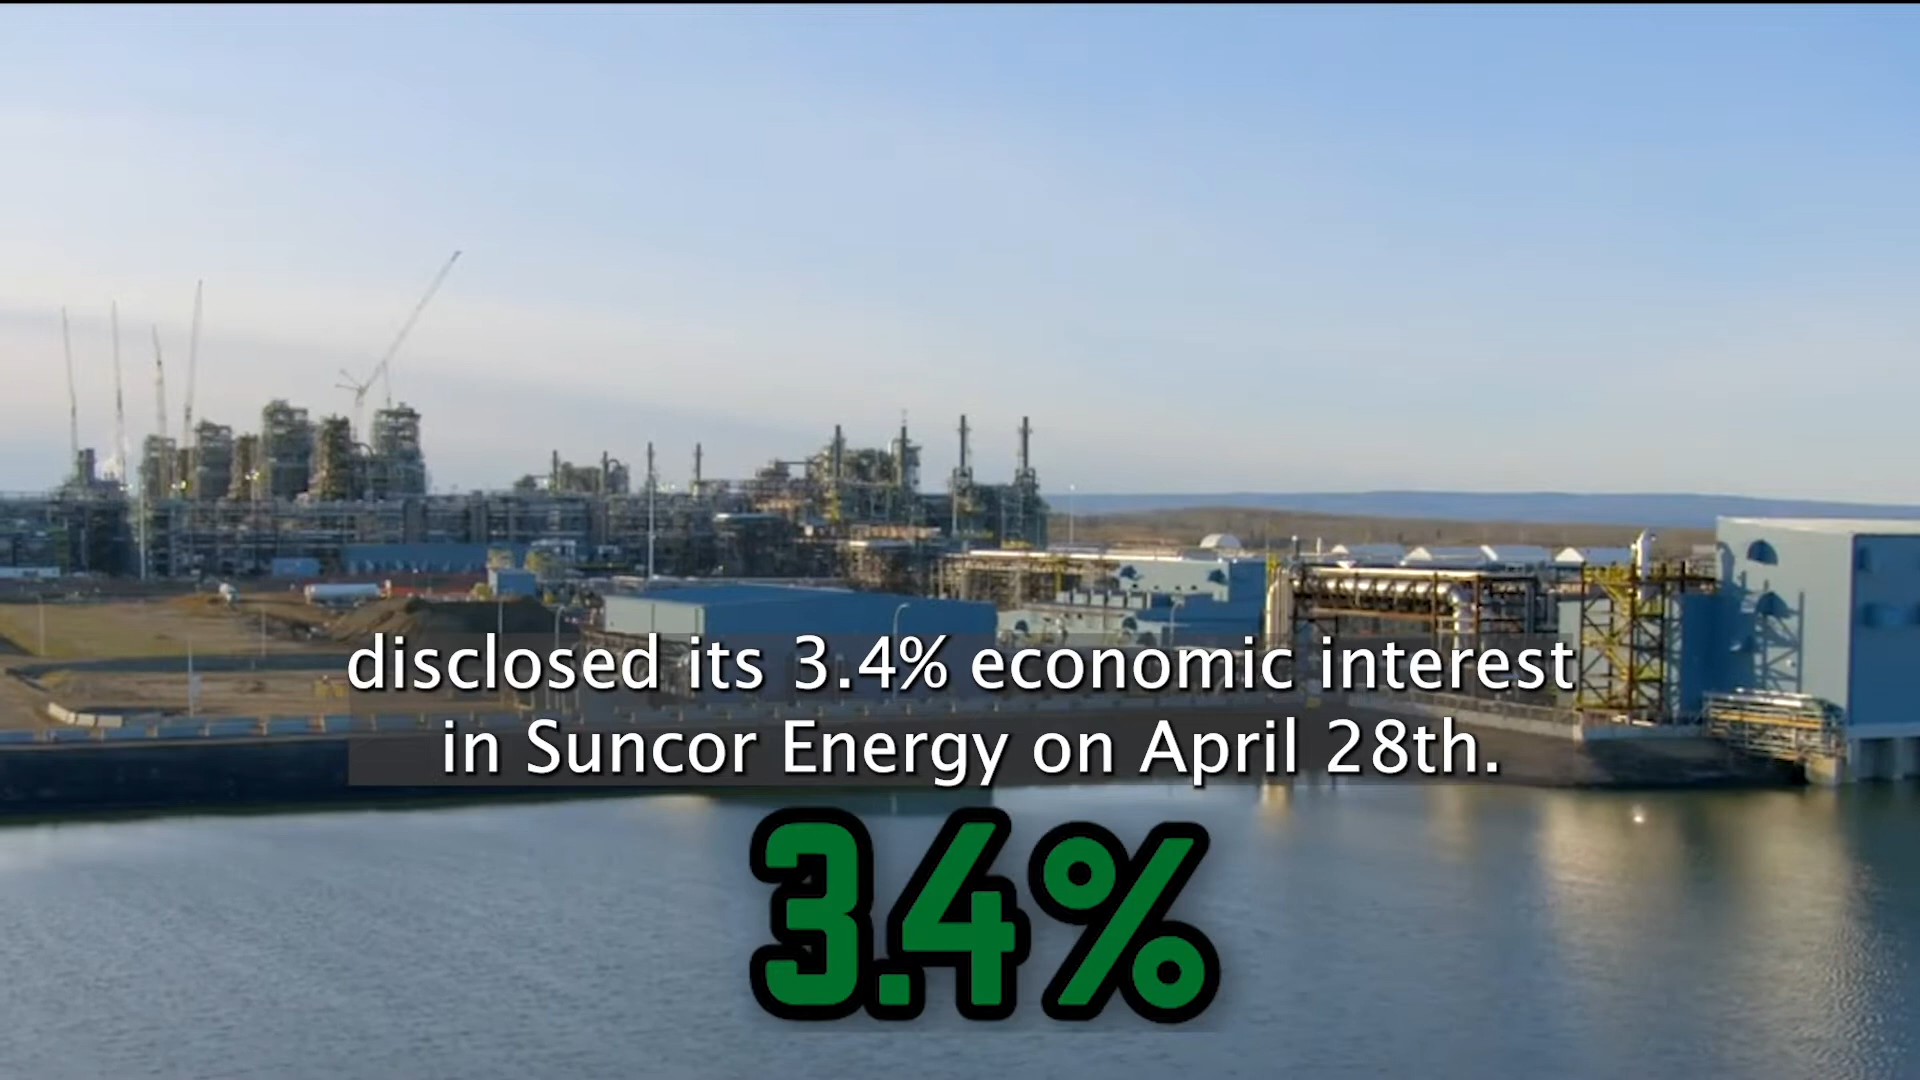 disclosed its 3.4% economic interest
in Suncor Energy on April 28th.
3.4%